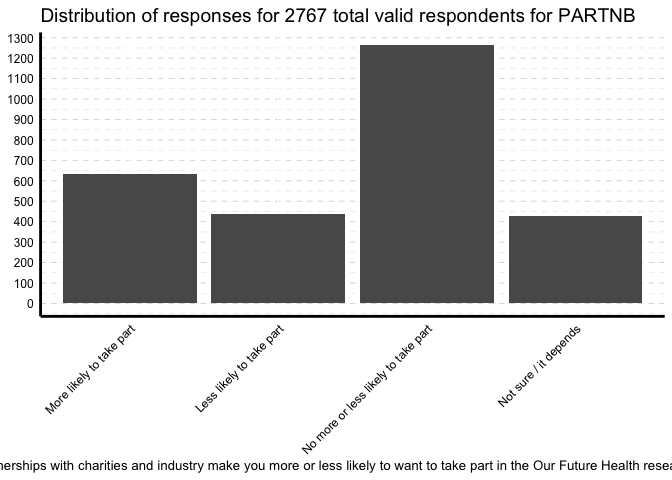 Distribution of responses for 2767 total valid respondents for PARTNB
1300
1200
1100
1000
900
800
700
600
500
400
300
200
100
0
More likely to take part
Less likely to take part
No more or less likely to take part
Not sure / it depends
nerships with charities and industry make you more or less likely to want to take part in the Our Future Health resea